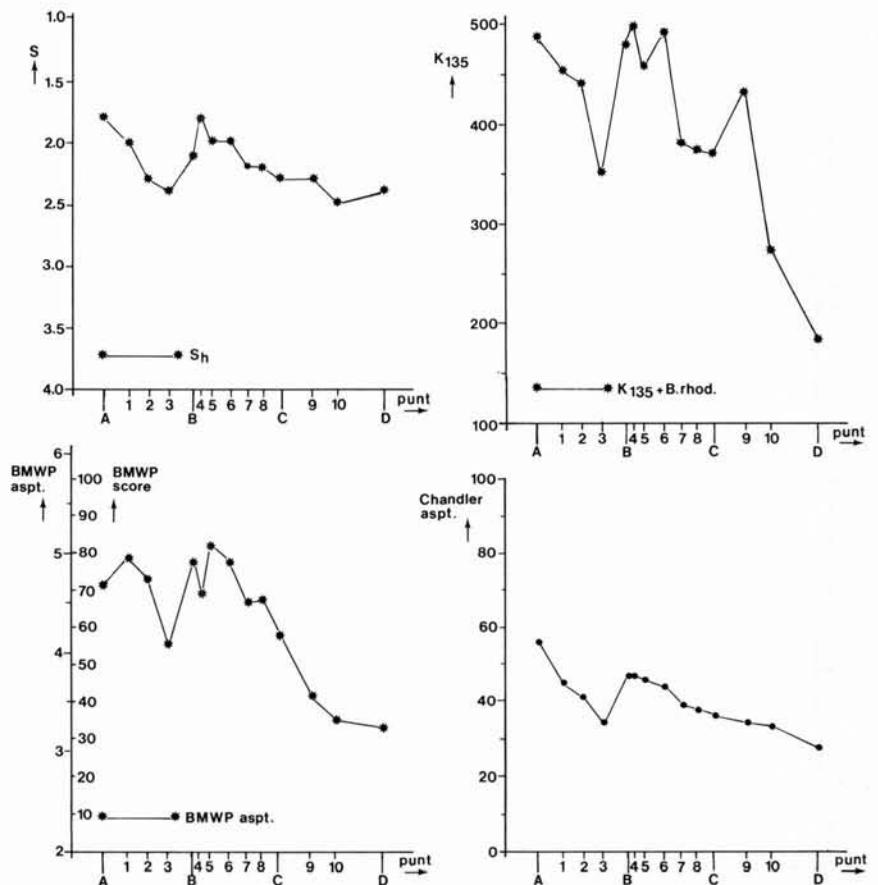 S
1.0
1.5
2.0
2.5
3.0
3.5
4.0
Sh
A 1 2 3 B 4 5 6 7 8 C 9 10 D punt
K135
500
400
300
200
100
K135 + B.rhod.
A 1 2 3 B 4 5 6 7 8 C 9 10 D punt
BMWP aspt.
6
5
4
3
2
BMWP score
100
90
80
70
60
50
40
30
20
10
BMWP aspt.
A 1 2 3 B 4 5 6 7 8 C 9 10 D punt
Chandler aspt.
100
80
60
40
20
0
A 1 2 3 B 4 5 6 7 8 C 9 10 D punt